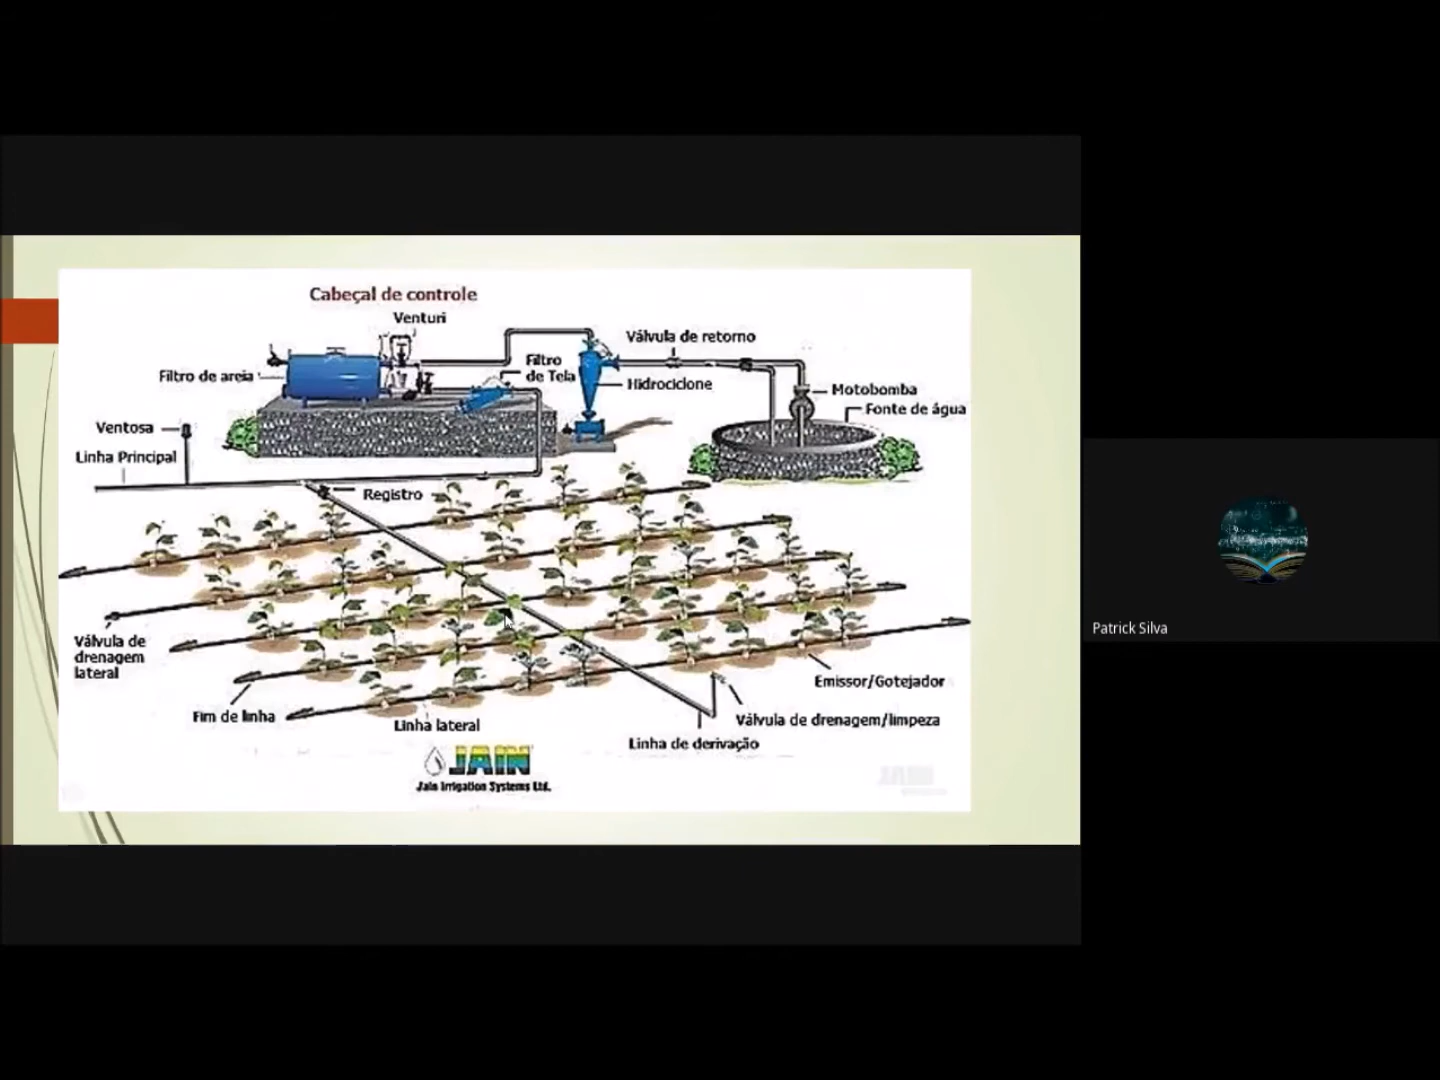 Cabeçal de controle
Venturi
Válvula de retorno
Filtro
de Tela
Filtro de areia
Hidrociclone
Motobomba
Fonte de água
Ventosa
Linha Principal
Registro
Válvula de
drenagem
lateral
Emissor/Gotejador
Fim de linha
Linha lateral
Válvula de drenagem/limpeza
Linha de derivação
JAIN
Jain Irrigation Systems Ltd.
JAIN
Patrick Silva